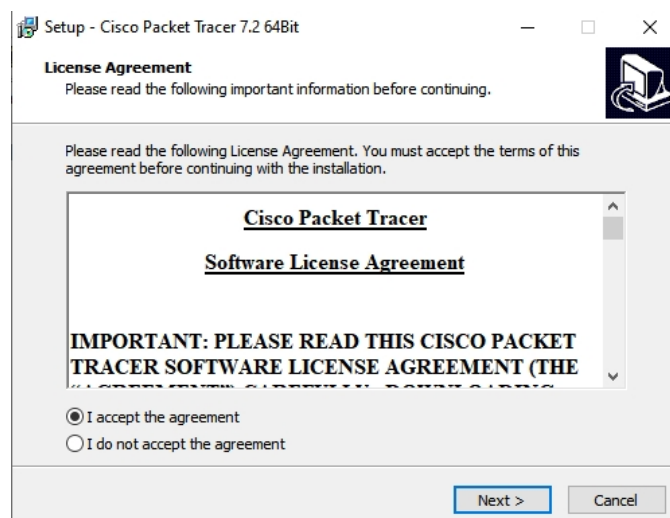 Setup - Cisco Packet Tracer 7.2 64Bit
License Agreement
Please read the following important information before continuing.
Please read the following License Agreement. You must accept the terms of this
agreement before continuing with the installation.
Cisco Packet Tracer
Software License Agreement
IMPORTANT: PLEASE READ THIS CISCO PACKET
TRACER SOFTWARE LICENSE AGREEMENT (THE
I accept the agreement
I do not accept the agreement
Next >
Cancel